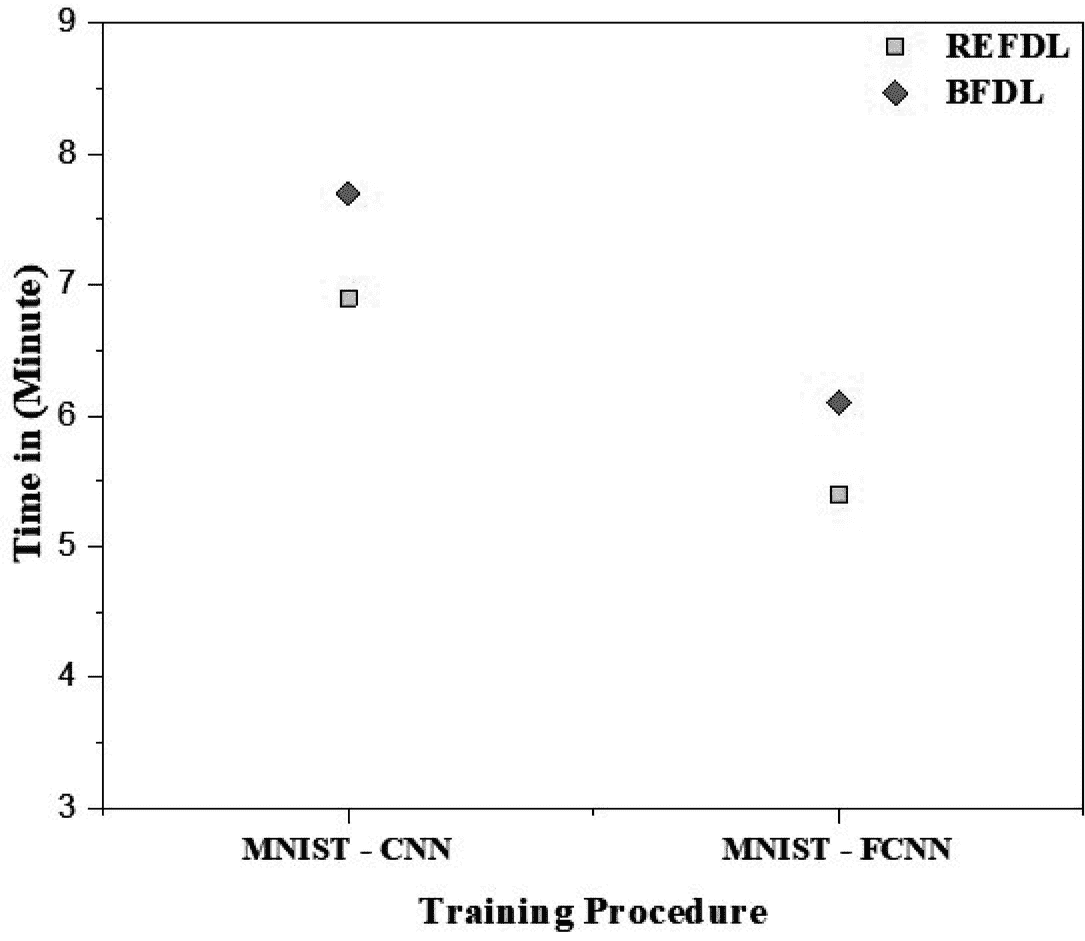 REFDL
BFDL
9
8
7
6
5
4
3
Time in (Minute)
MNIST - CNN
MNIST - FCNN
Training Procedure